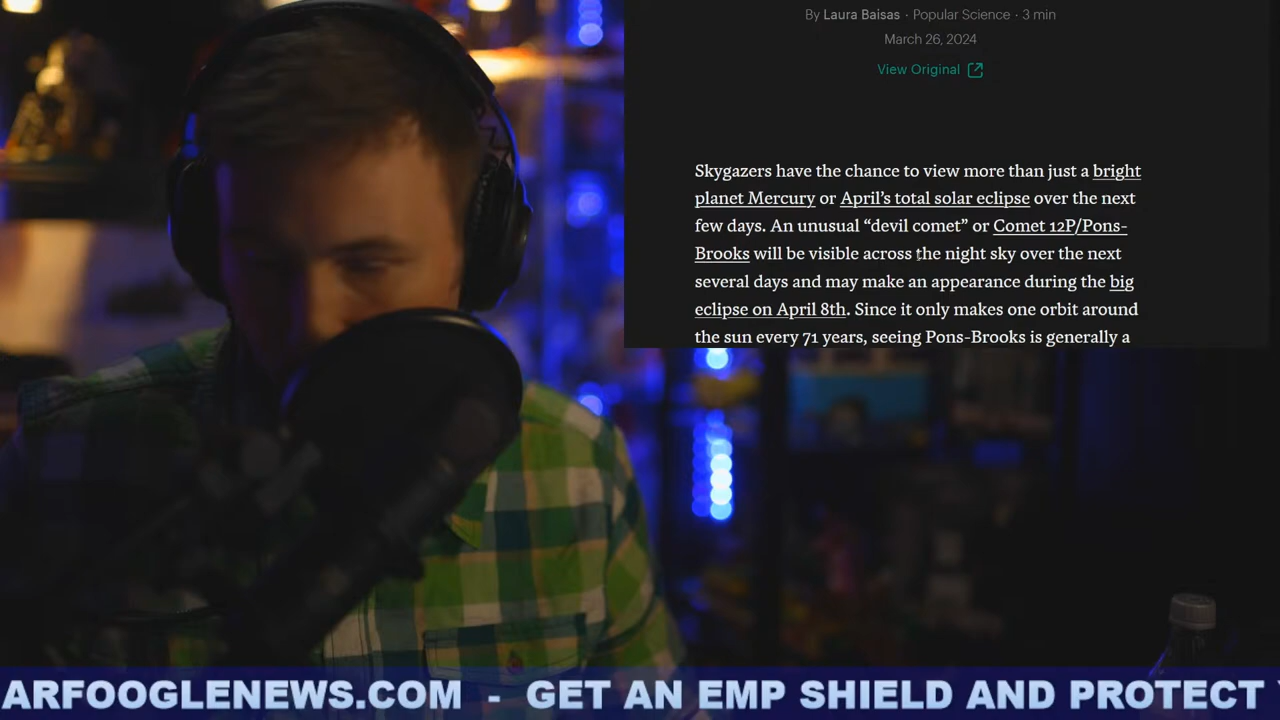 By Laura Baisas · Popular Science · 3 min
March 26, 2024
View Original
Skygazers have the chance to view more than just a bright
planet Mercury or April’s total solar eclipse over the next
few days. An unusual “devil comet” or Comet 12P/Pons-
Brooks will be visible across the night sky over the next
several days and may make an appearance during the big
eclipse on April 8th. Since it only makes one orbit around
the sun every 71 years, seeing Pons-Brooks is generally a
ARFOOGLENEWS.COM - GET AN EMP SHIELD AND PROTECT